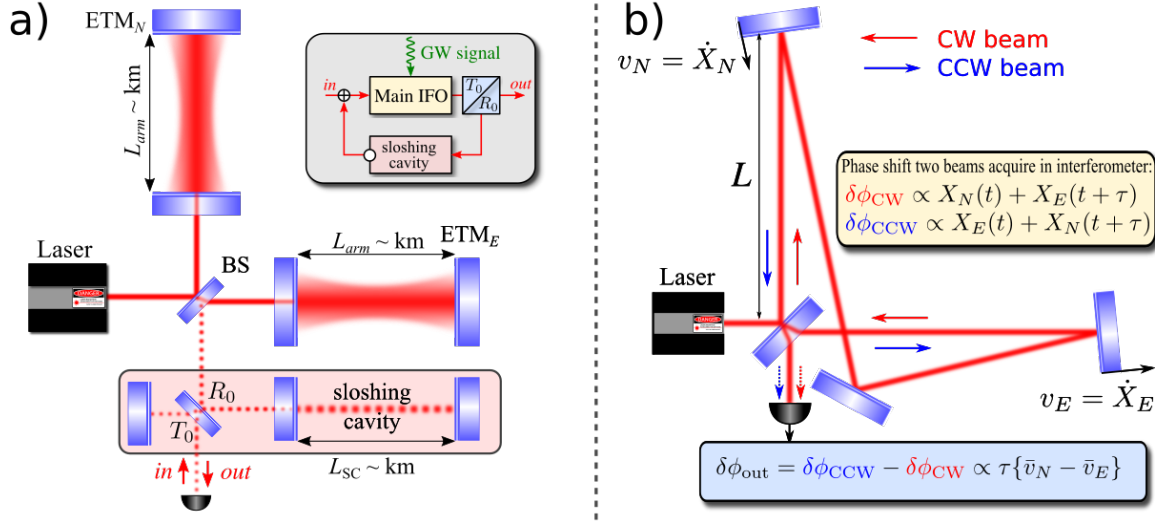 a)
ETM_N
L_arm ~ km
GW signal
in
Main IFO
T_0
R_0
out
sloshing
cavity
Laser
DANGER
BS
L_arm ~ km
ETM_E
R_0
T_0
sloshing
cavity
L_SC ~ km
in
out
b)
v_N = Ẋ_N
CW beam
CCW beam
L
Phase shift two beams acquire in interferometer:
δϕ_CW ∝ X_N(t) + X_E(t + τ)
δϕ_CCW ∝ X_E(t) + X_N(t + τ)
Laser
DANGER
v_E = Ẋ_E
δϕ_out = δϕ_CCW − δϕ_CW ∝ τ{v̄_N − v̄_E}